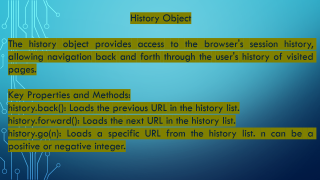 History Object
The history object provides access to the browser's session history,
allowing navigation back and forth through the user's history of visited
pages.
Key Properties and Methods:
history.back(): Loads the previous URL in the history list.
history.forward(): Loads the next URL in the history list.
history.go(n): Loads a specific URL from the history list. n can be a
positive or negative integer.